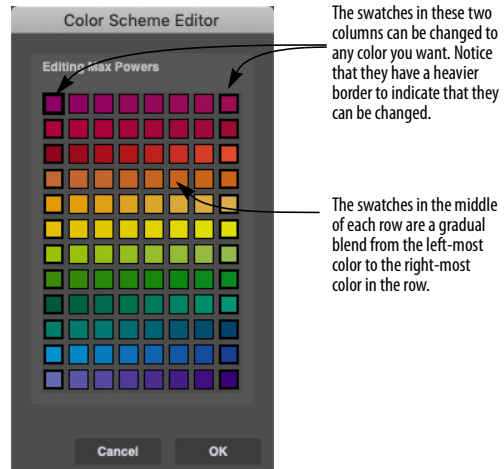 Color Scheme Editor
Editing Max Powers
Cancel
OK
The swatches in these two
columns can be changed to
any color you want. Notice
that they have a heavier
border to indicate that they
can be changed.
The swatches in the middle
of each row are a gradual
blend from the left-most
color to the right-most
color in the row.